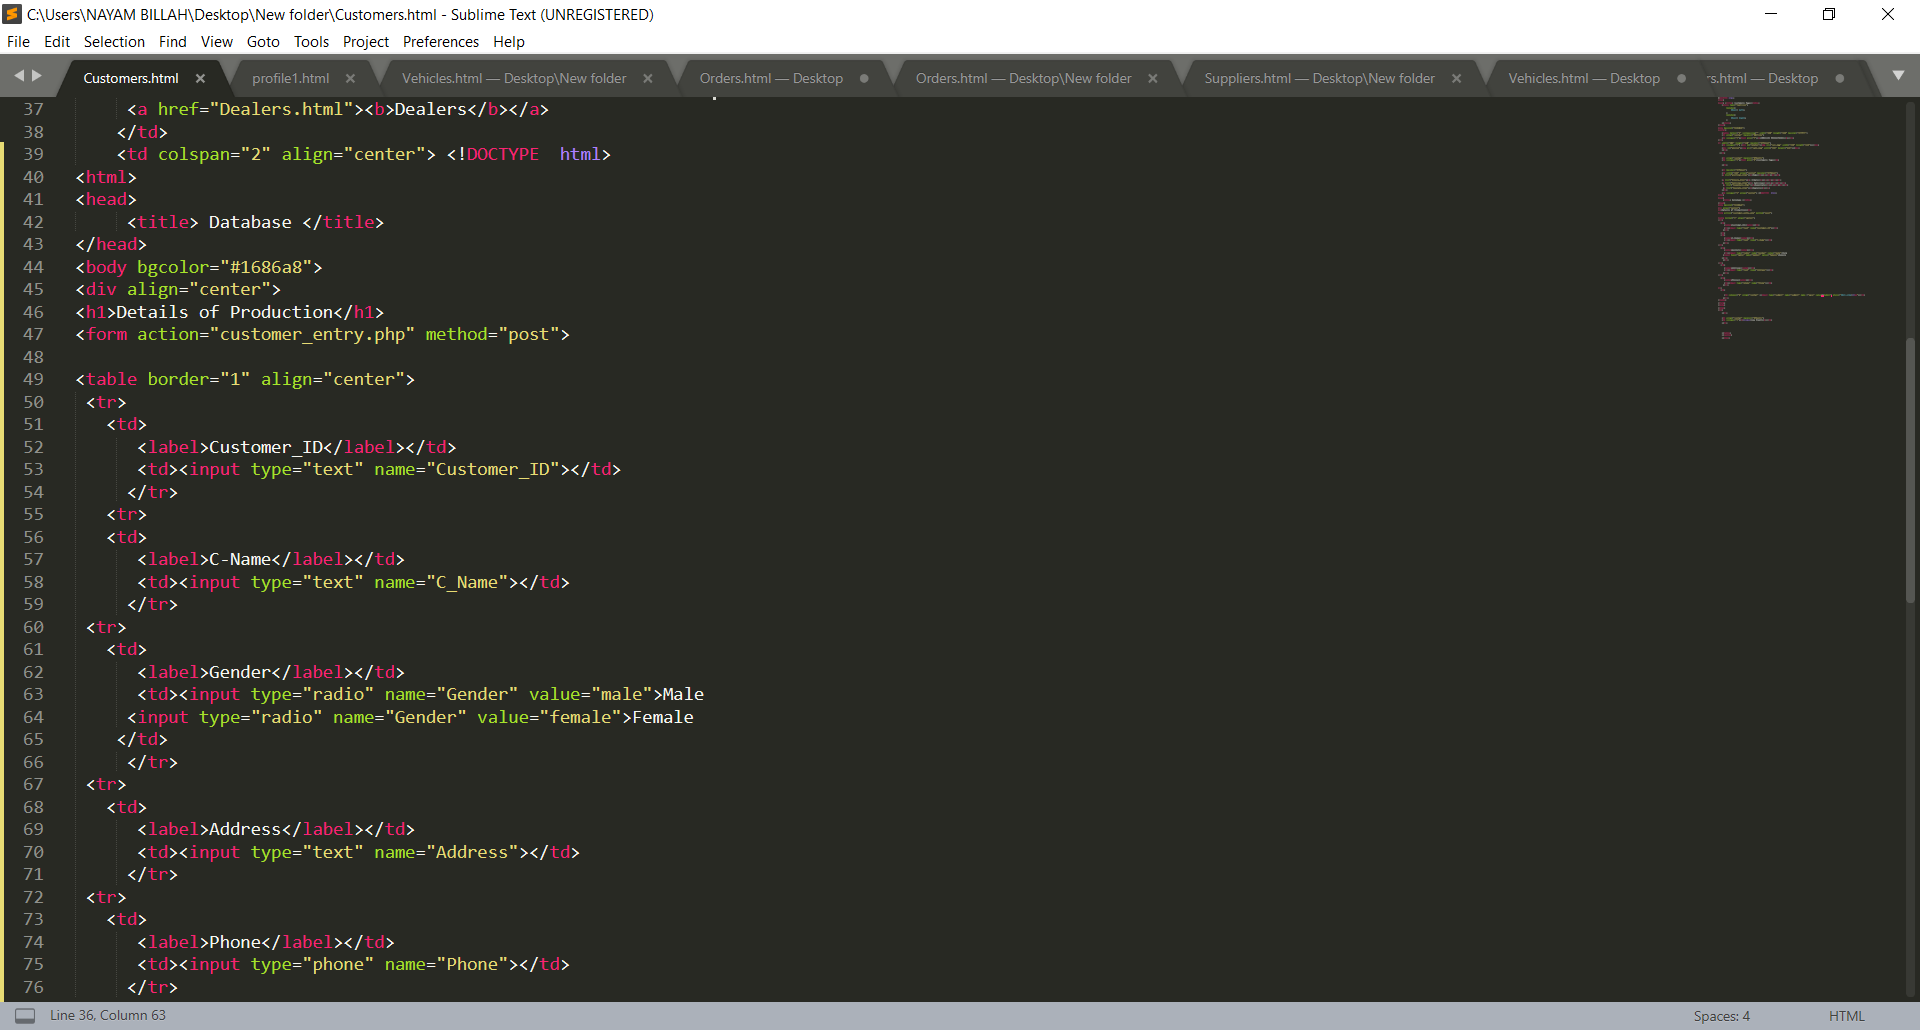 C:\Users\NAYAM BILLAH\Desktop\New folder\Customers.html - Sublime Text (UNREGISTERED)
File Edit Selection Find View Goto Tools Project Preferences Help
Customers.html × profile1.html × Vehicles.html — Desktop\New folder × Orders.html — Desktop Orders.html — Desktop\New folder × Suppliers.html — Desktop\New folder × Vehicles.html — Desktop rs.html — Desktop
37 <a href="Dealers.html"><b>Dealers</b></a>
38 </td>
39 <td colspan="2" align="center"> <!DOCTYPE  html>
40 <html>
41 <head>
42 <title> Database </title>
43 </head>
44 <body bgcolor="#1686a8">
45 <div align="center">
46 <h1>Details of Production</h1>
47 <form action="customer_entry.php" method="post">
48
49 <table border="1" align="center">
50 <tr>
51 <td>
52 <label>Customer_ID</label></td>
53 <td><input type="text" name="Customer_ID"></td>
54 </tr>
55 <tr>
56 <td>
57 <label>C-Name</label></td>
58 <td><input type="text" name="C_Name"></td>
59 </tr>
60 <tr>
61 <td>
62 <label>Gender</label></td>
63 <td><input type="radio" name="Gender" value="male">Male
64 <input type="radio" name="Gender" value="female">Female
65 </td>
66 </tr>
67 <tr>
68 <td>
69 <label>Address</label></td>
70 <td><input type="text" name="Address"></td>
71 </tr>
72 <tr>
73 <td>
74 <label>Phone</label></td>
75 <td><input type="phone" name="Phone"></td>
76 </tr>
Line 36, Column 63 Spaces: 4 HTML